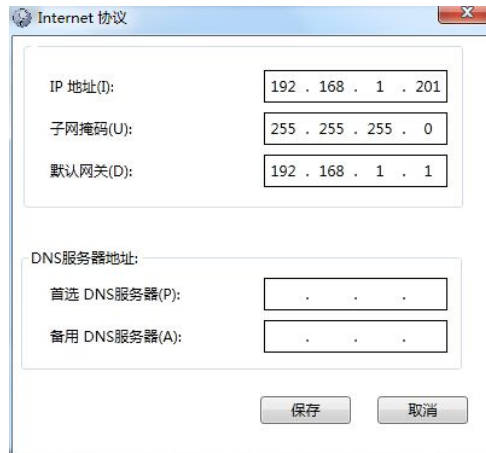 Internet 协议
IP 地址(I): 192 . 168 . 1 . 201
子网掩码(U): 255 . 255 . 255 . 0
默认网关(D): 192 . 168 . 1 . 1
DNS服务器地址:
首选 DNS服务器(P): . . .
备用 DNS服务器(A): . . .
保存 取消